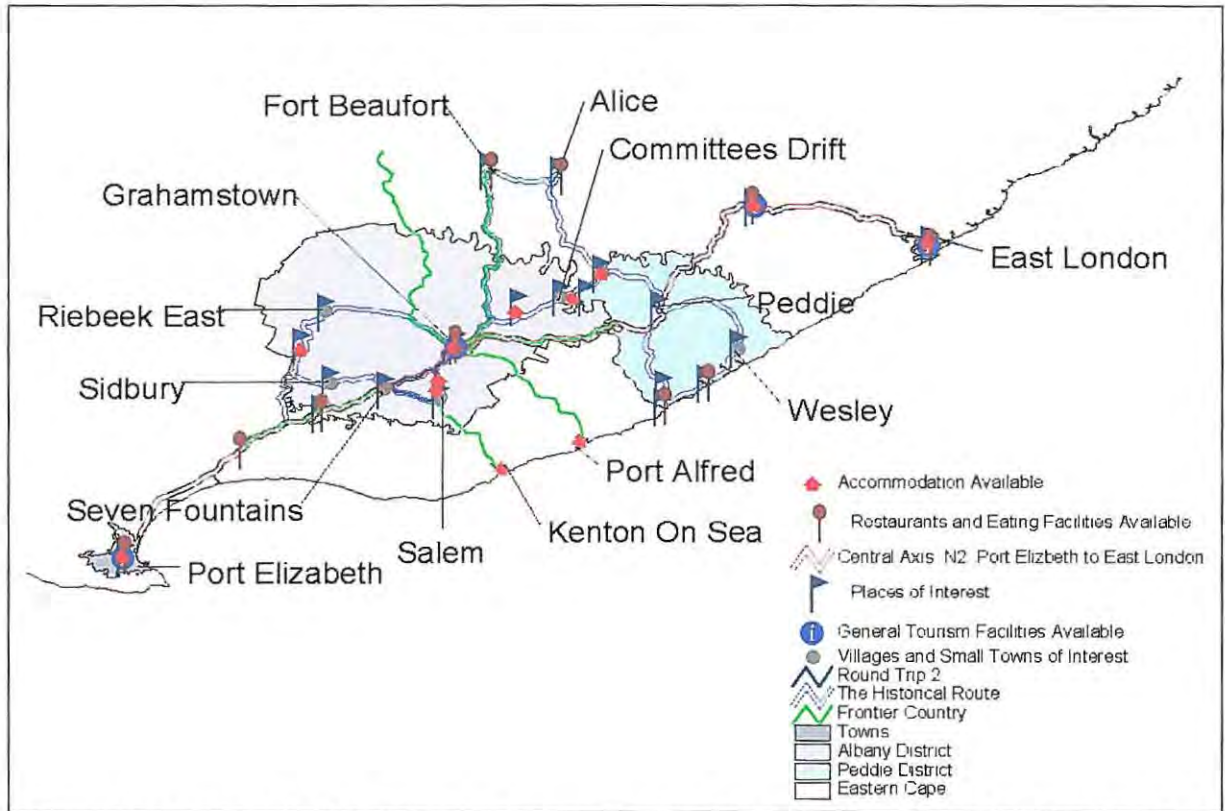 Fort Beaufort
Alice
Committees Drift
Grahamstown
East London
Peddie
Riebeek East
Sidbury
Wesley
Port Alfred
Seven Fountains
Kenton On Sea
Salem
Port Elizabeth
Accommodation Available
Restaurants and Eating Facilities Available
Central Axis N2 Port Elizbeth to East London
Places of Interest
i General Tourism Facilities Available
Villages and Small Towns of Interest
Round Trip 2
The Historical Route
Frontier Country
Towns
Albany District
Peddie District
Eastern Cape